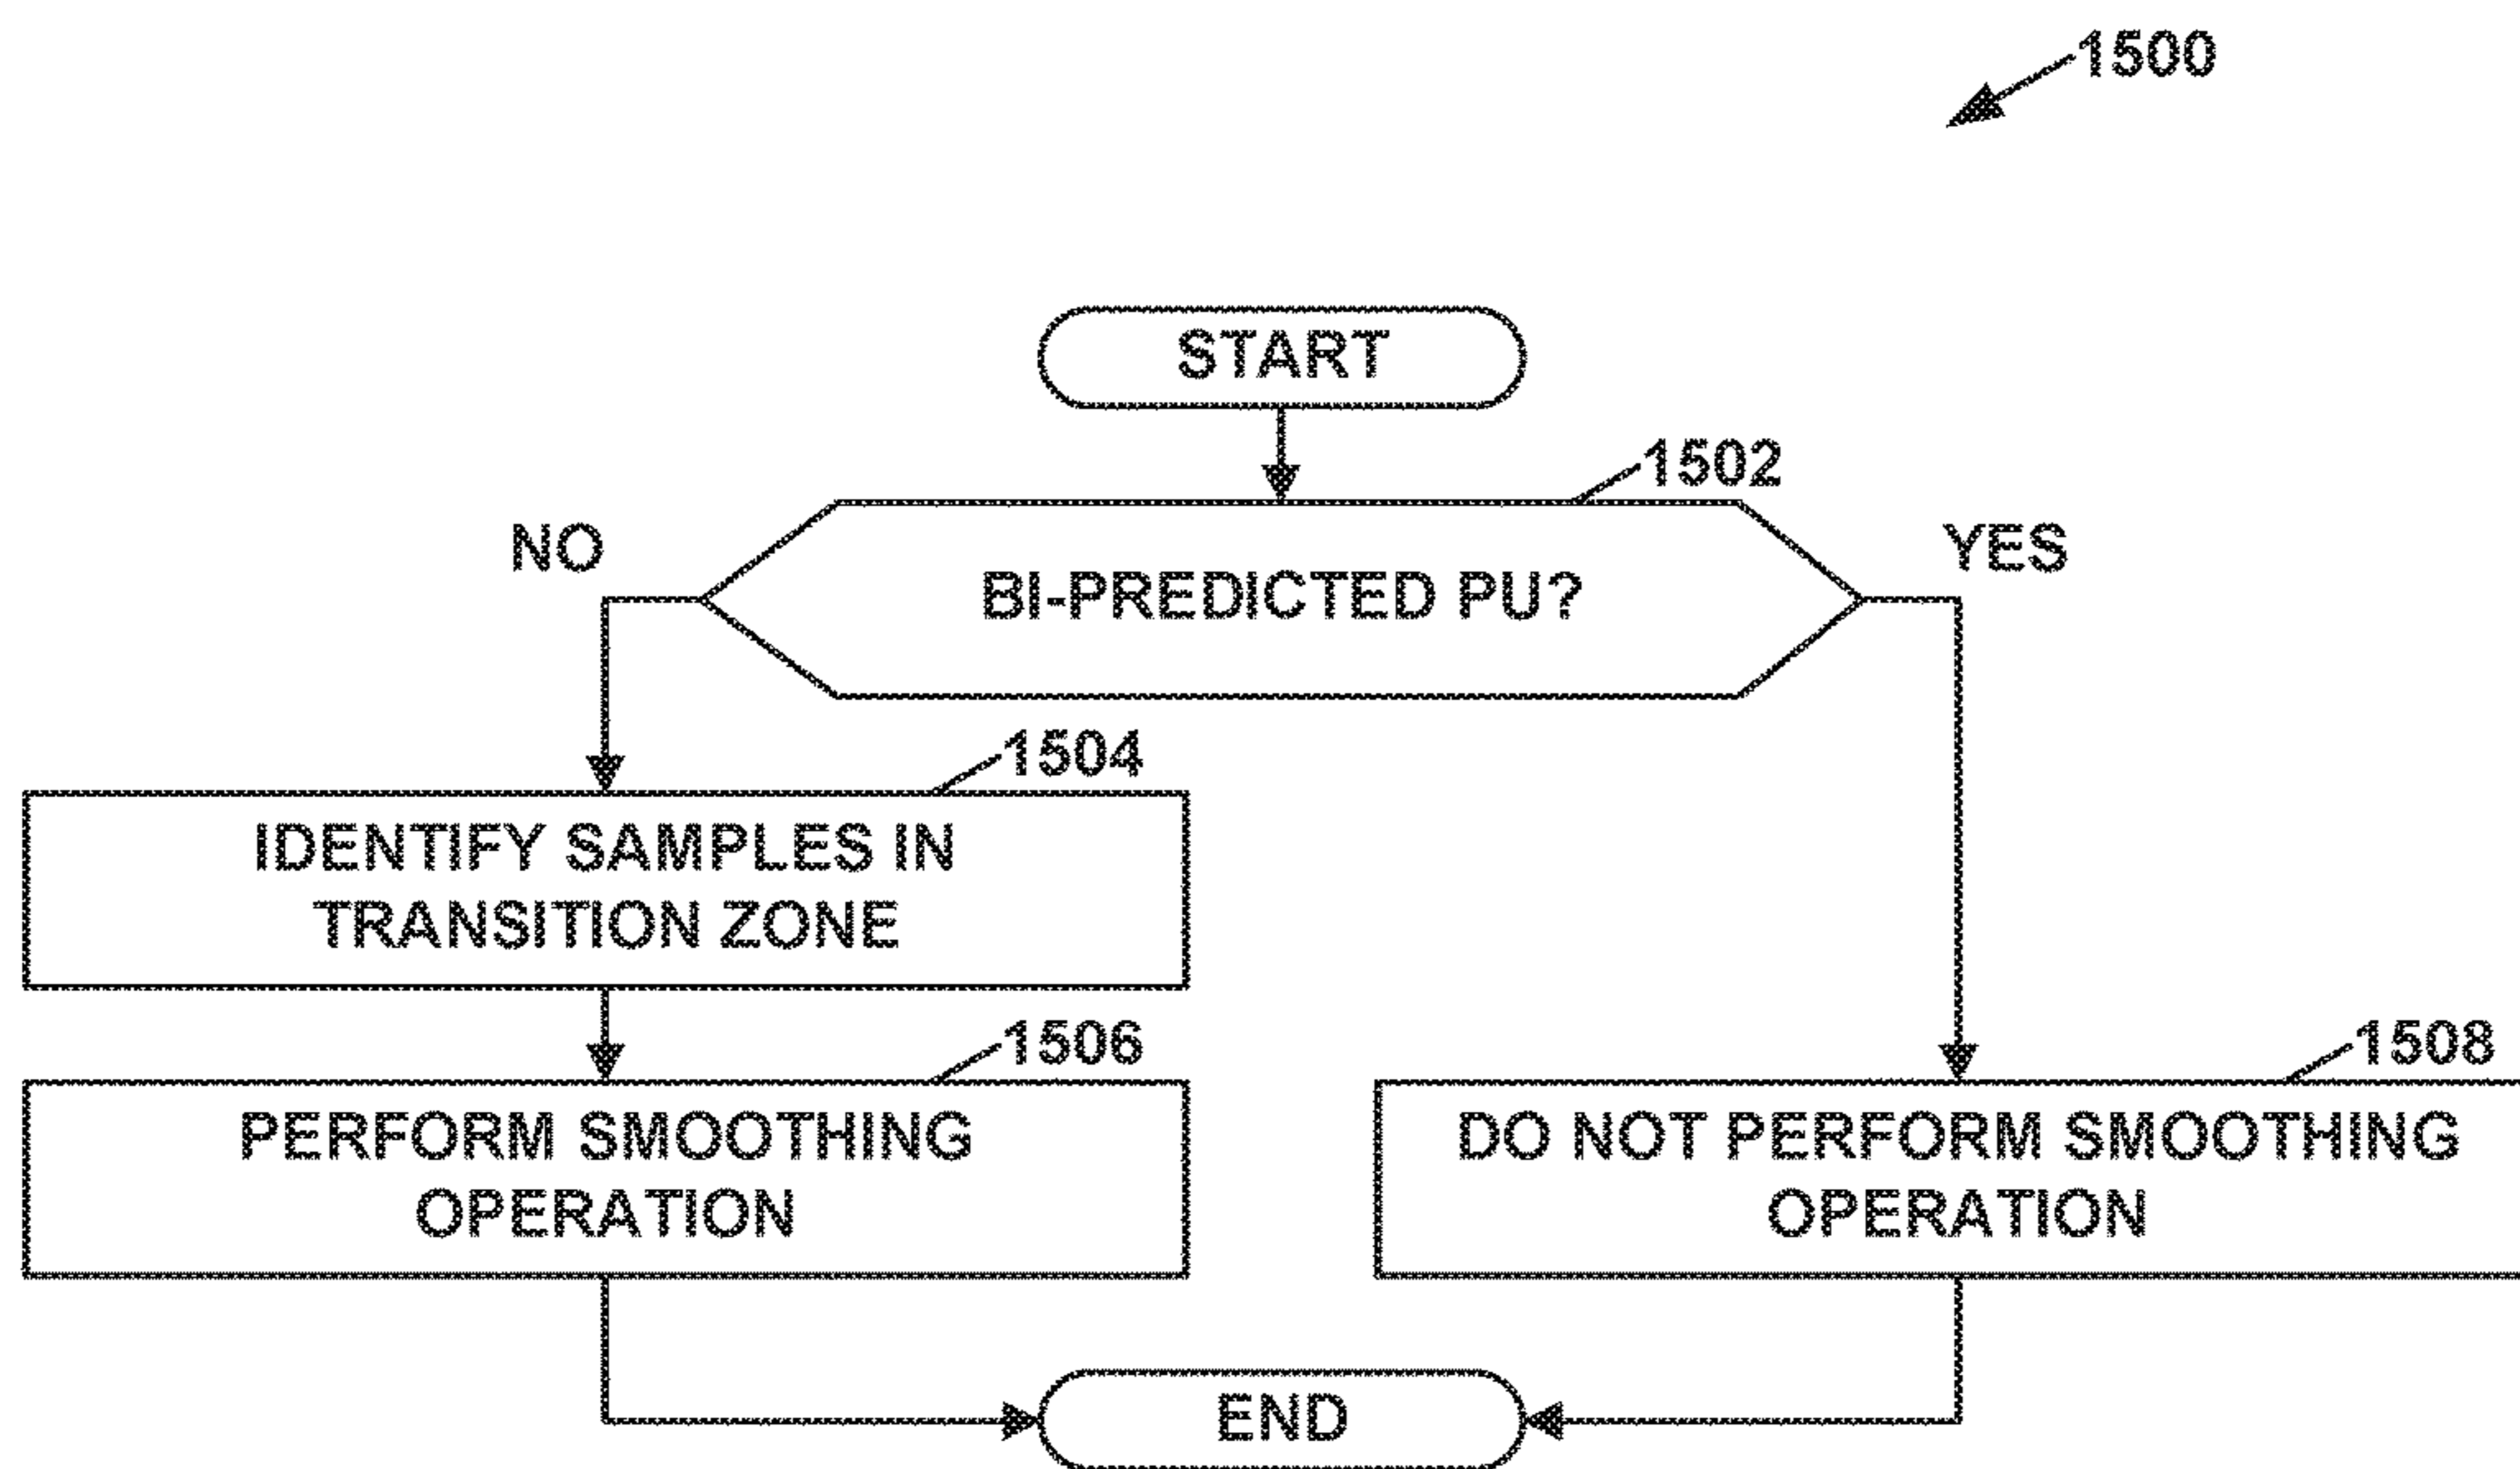 1500
START
1502
NO
YES
BI-PREDICTED PU?
1504
IDENTIFY SAMPLES IN
TRANSITION ZONE
1506
1508
PERFORM SMOOTHING
OPERATION
DO NOT PERFORM SMOOTHING
OPERATION
END